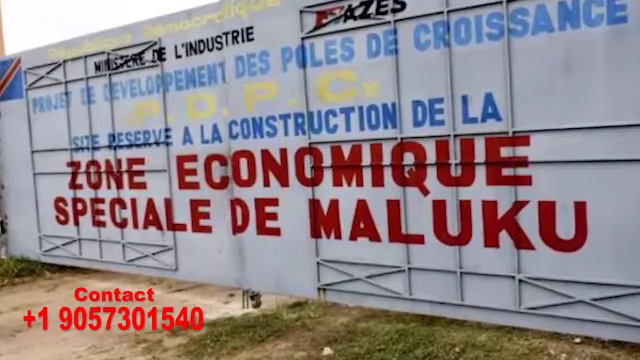 République Démocratique
AZES
MINISTERE DE L'INDUSTRIE
PROJET DE DEVELOPPEMENT DES POLES DE CROISSANCE
«P.D.P.C»
SITE RESERVE A LA CONSTRUCTION DE LA
ZONE ECONOMIQUE
SPECIALE DE MALUKU
Contact
+1 9057301540